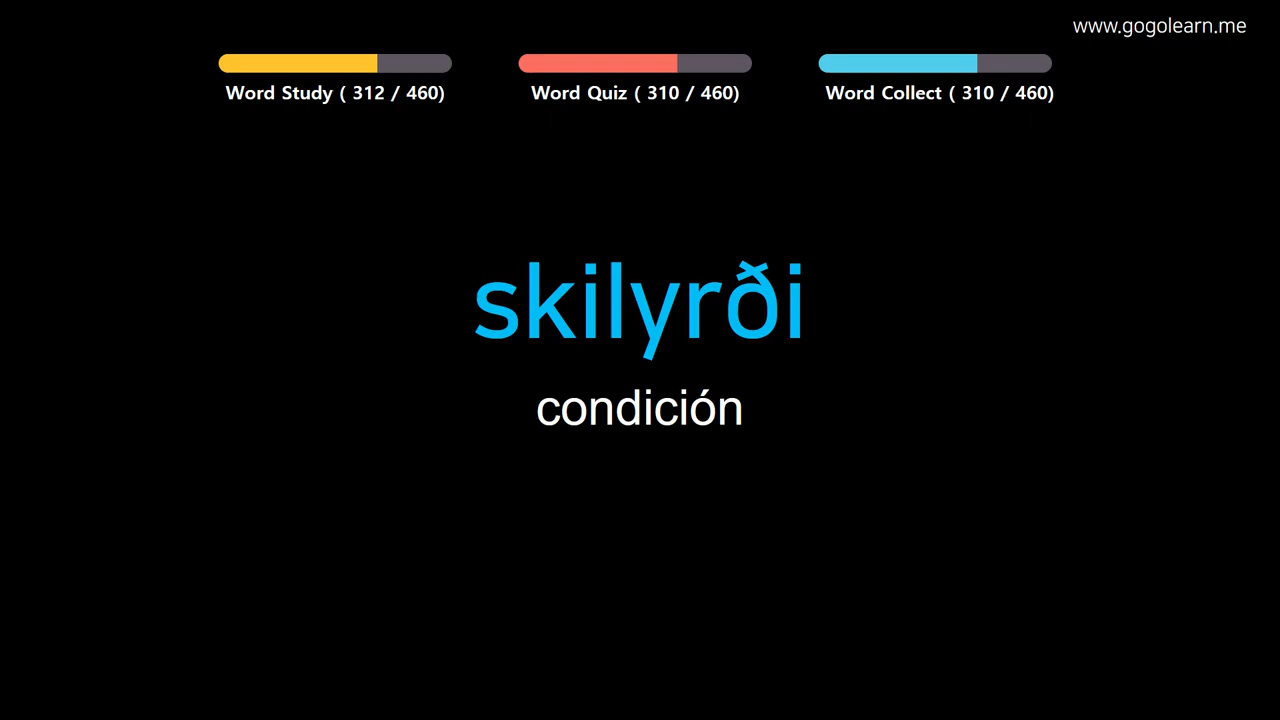 www.gogolearn.me
Word Study ( 312 / 460)
Word Quiz ( 310 / 460)
Word Collect ( 310 / 460)
skilyrði
condición